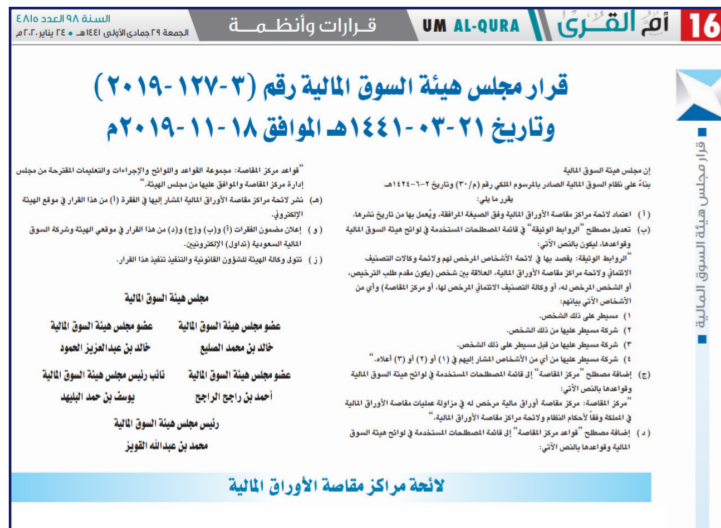 السنة ٩٨ العدد ٤٨١٥
الجمعة ٢٩ جمادى الأولى ١٤٤١هـ ● ٢٤ يناير ٢٠٢٠م
قـرارات وأنـظـمـــة
UM AL-QURA
أم القـرى
16
قرار مجلس هيئة السوق المالية
قرار مجلس هيئة السوق المالية رقم (٣-١٢٧-٢٠١٩)
وتاريخ ٢١-٠٣-١٤٤١هـ الموافق ١٨-١١-٢٠١٩م
إن مجلس هيئة السوق المالية
بناءً على نظام السوق المالية الصادر بالمرسوم الملكي رقم (م/٣٠) وتاريخ ٢-٦-١٤٢٤هـ
يقرر ما يلي:
(أ) اعتماد لائحة مراكز مقاصة الأوراق المالية وفق الصيغة المرافقة، ويُعمل بها من تاريخ نشرها.
(ب) تعديل مصطلح "الروابط الوثيقة" في قائمة المصطلحات المستخدمة في لوائح هيئة السوق المالية
وقواعدها، ليكون بالنص الآتي:
"الروابط الوثيقة: يقصد بها في لائحة الأشخاص المرخص لهم ولائحة وكالات التصنيف
الائتماني ولائحة مراكز مقاصة الأوراق المالية، العلاقة بين شخص (يكون مقدم طلب الترخيص،
أو الشخص المرخص له، أو وكالة التصنيف الائتماني المرخص لها، أو مركز المقاصة) وأي من
الأشخاص الآتي بيانهم:
١) مسيطر على ذلك الشخص.
٢) شركة مسيطر عليها من ذلك الشخص.
٣) شركة مسيطر عليها من قبل مسيطر على ذلك الشخص.
٤) شركة مسيطر عليها من أي من الأشخاص المشار إليهم في (١) أو (٢) أو (٣) أعلاه."
(ج) إضافة مصطلح "مركز المقاصة" إلى قائمة المصطلحات المستخدمة في لوائح هيئة السوق المالية
وقواعدها بالنص الآتي:
"مركز المقاصة: مركز مقاصة أوراق مالية مرخص له في مزاولة عمليات مقاصة الأوراق المالية
في المملكة وفقاً لأحكام النظام ولائحة مراكز مقاصة الأوراق المالية."
(د) إضافة مصطلح "قواعد مركز المقاصة" إلى قائمة المصطلحات المستخدمة في لوائح هيئة السوق
المالية وقواعدها بالنص الآتي:
"قواعد مركز المقاصة: مجموعة القواعد واللوائح والإجراءات والتعليمات المقترحة من مجلس
إدارة مركز المقاصة والموافق عليها من مجلس الهيئة."
(هـ) نشر لائحة مراكز مقاصة الأوراق المالية المشار إليها في الفقرة (أ) من هذا القرار في موقع الهيئة
الإلكتروني.
(و) إعلان مضمون الفقرات (أ) و(ب) و(ج) و(د) من هذا القرار في موقعي الهيئة وشركة السوق
المالية السعودية (تداول) الإلكترونيين.
(ز) تتولى وكالة الهيئة للشؤون القانونية والتنفيذ تنفيذ هذا القرار.
مجلس هيئة السوق المالية
عضو مجلس هيئة السوق المالية عضو مجلس هيئة السوق المالية
خالد بن محمد الصليع خالد بن عبدالعزيز الحمود
عضو مجلس هيئة السوق المالية نائب رئيس مجلس هيئة السوق المالية
أحمد بن راجح الراجح يوسف بن حمد البليهد
رئيس مجلس هيئة السوق المالية
محمد بن عبدالله القويز
لائحة مراكز مقاصة الأوراق المالية